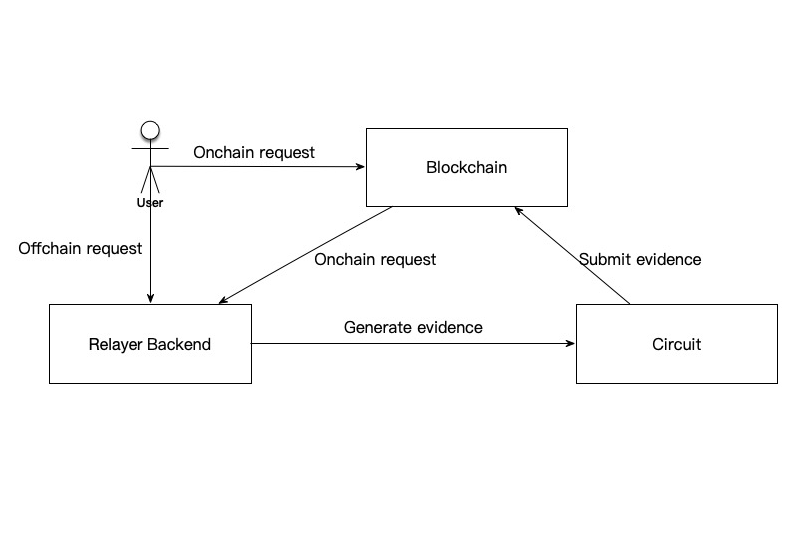 Onchain request
Blockchain
User
Offchain request
Onchain request
Submit evidence
Relayer Backend
Generate evidence
Circuit